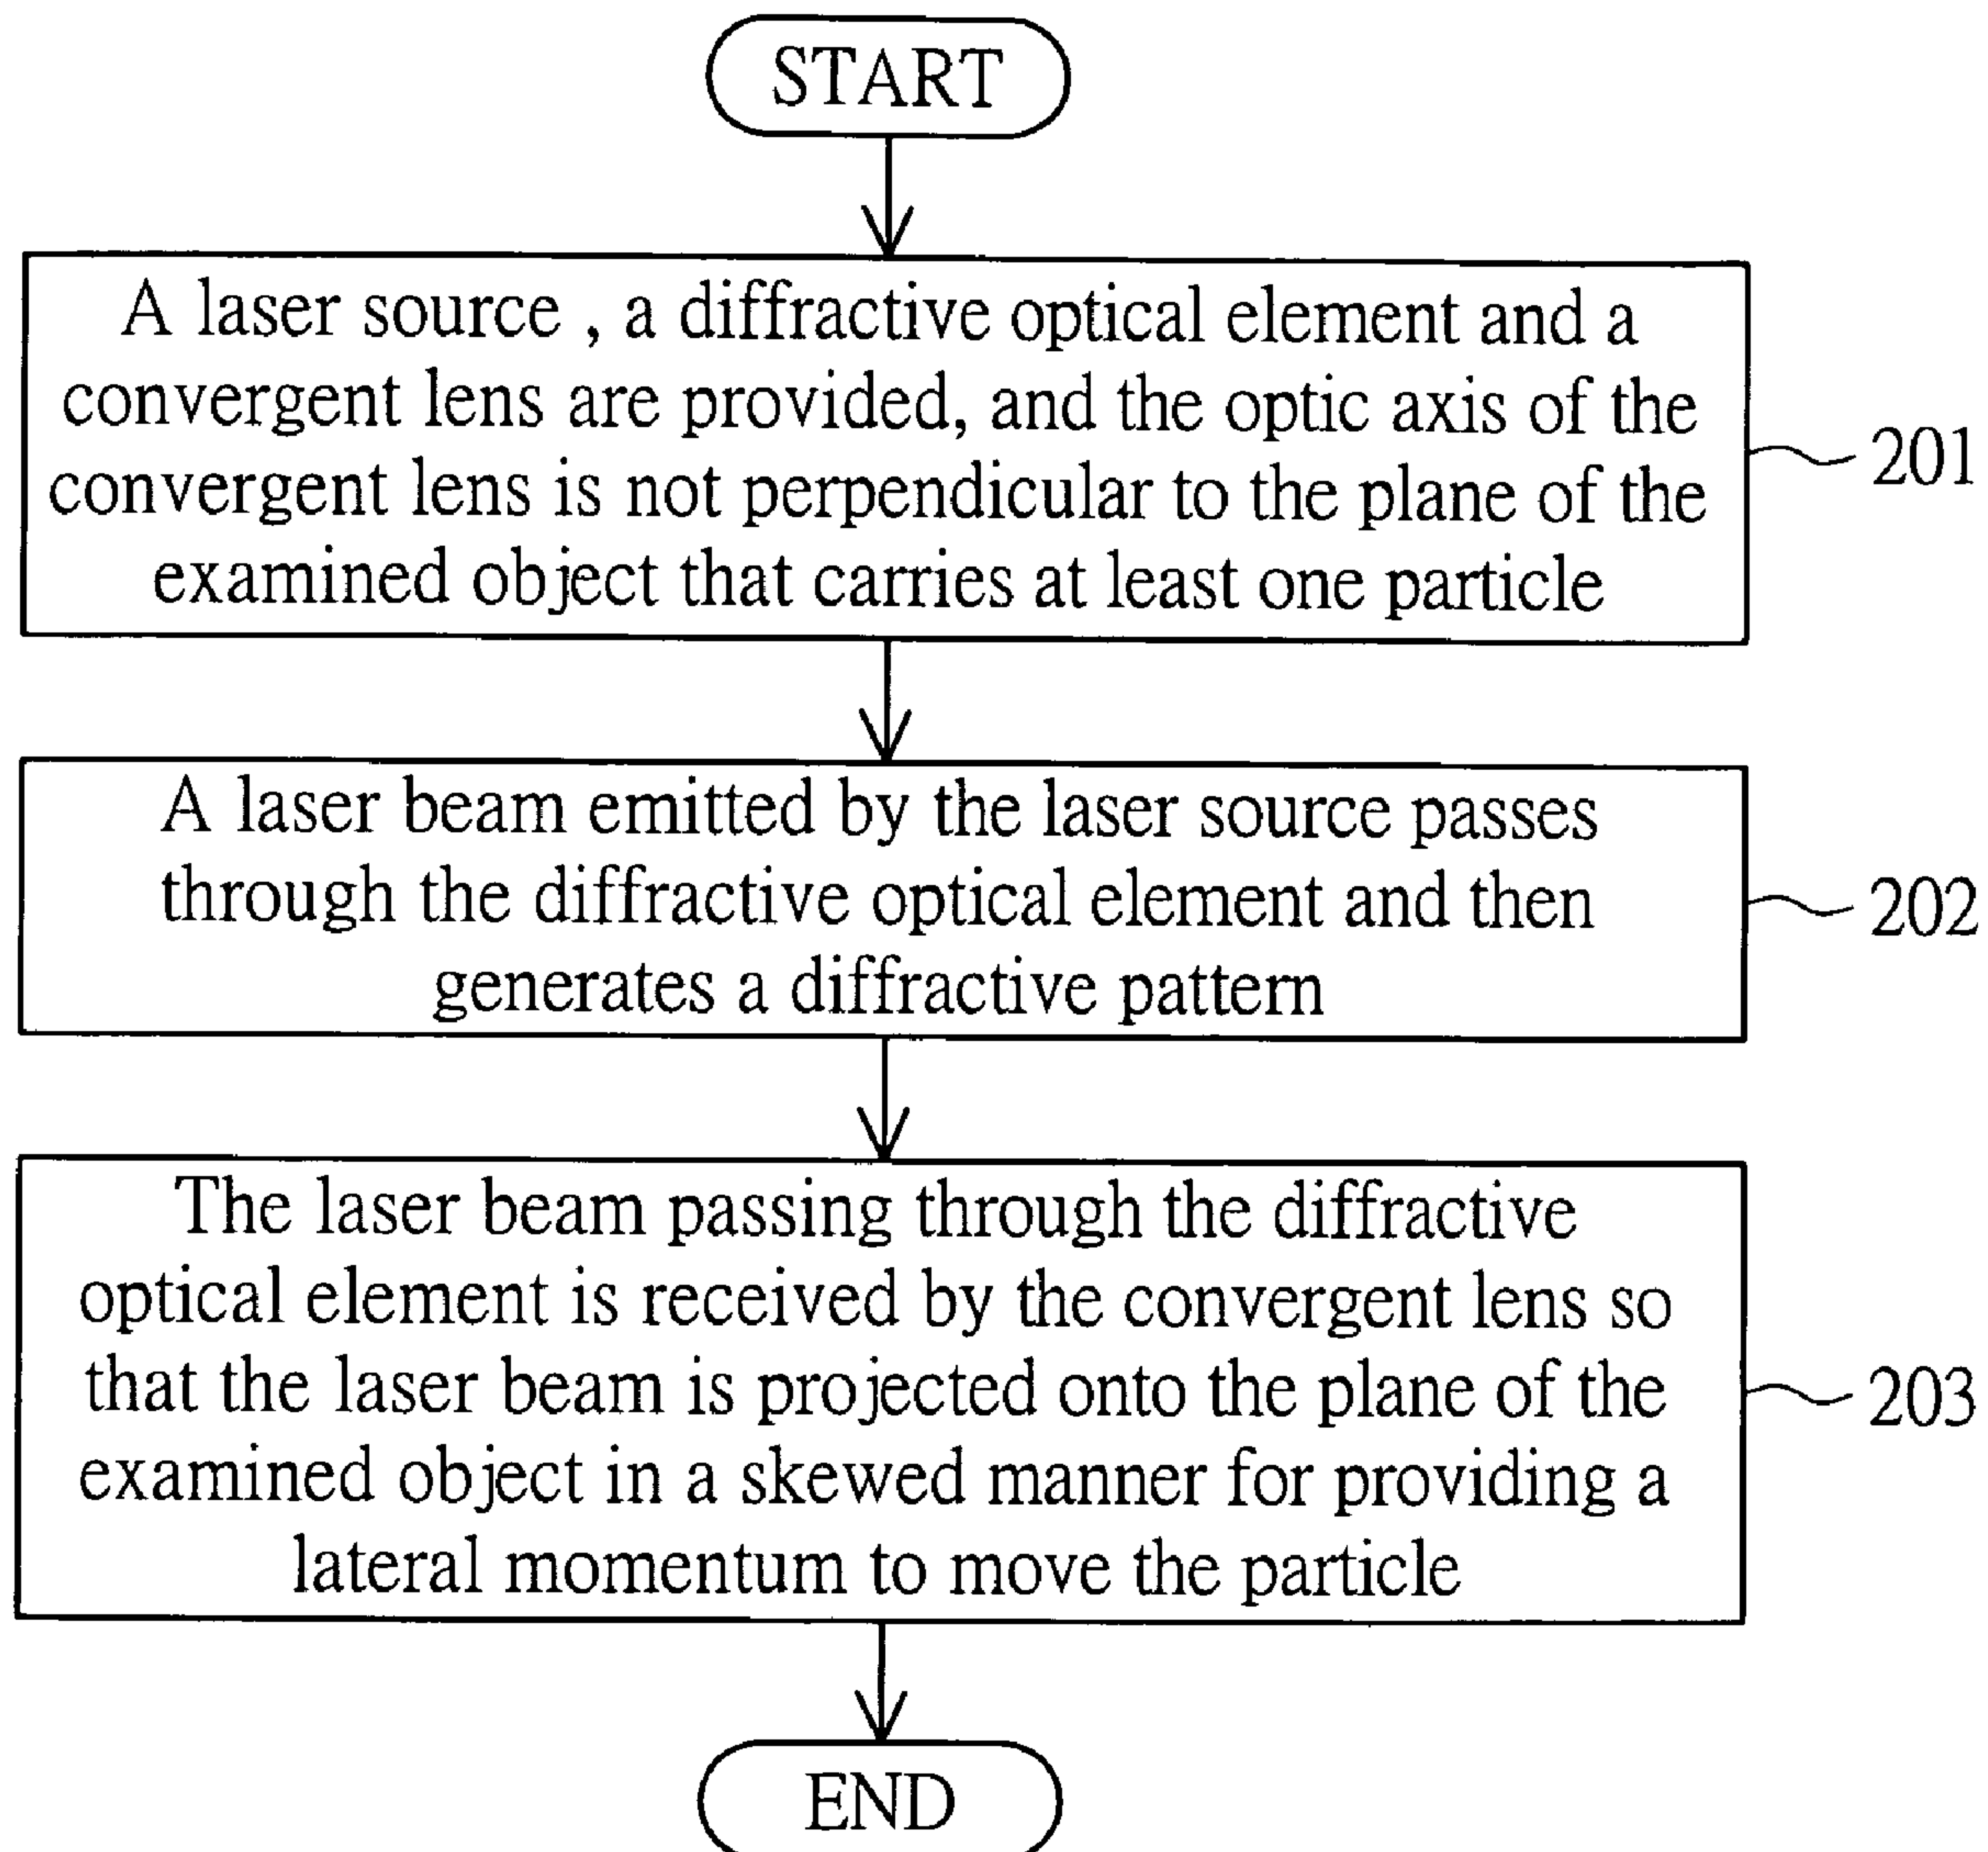 START
A laser source , a diffractive optical element and a
convergent lens are provided, and the optic axis of the
convergent lens is not perpendicular to the plane of the
examined object that carries at least one particle
201
A laser beam emitted by the laser source passes
through the diffractive optical element and then
generates a diffractive pattern
202
The laser beam passing through the diffractive
optical element is received by the convergent lens so
that the laser beam is projected onto the plane of the
examined object in a skewed manner for providing a
lateral momentum to move the particle
203
END